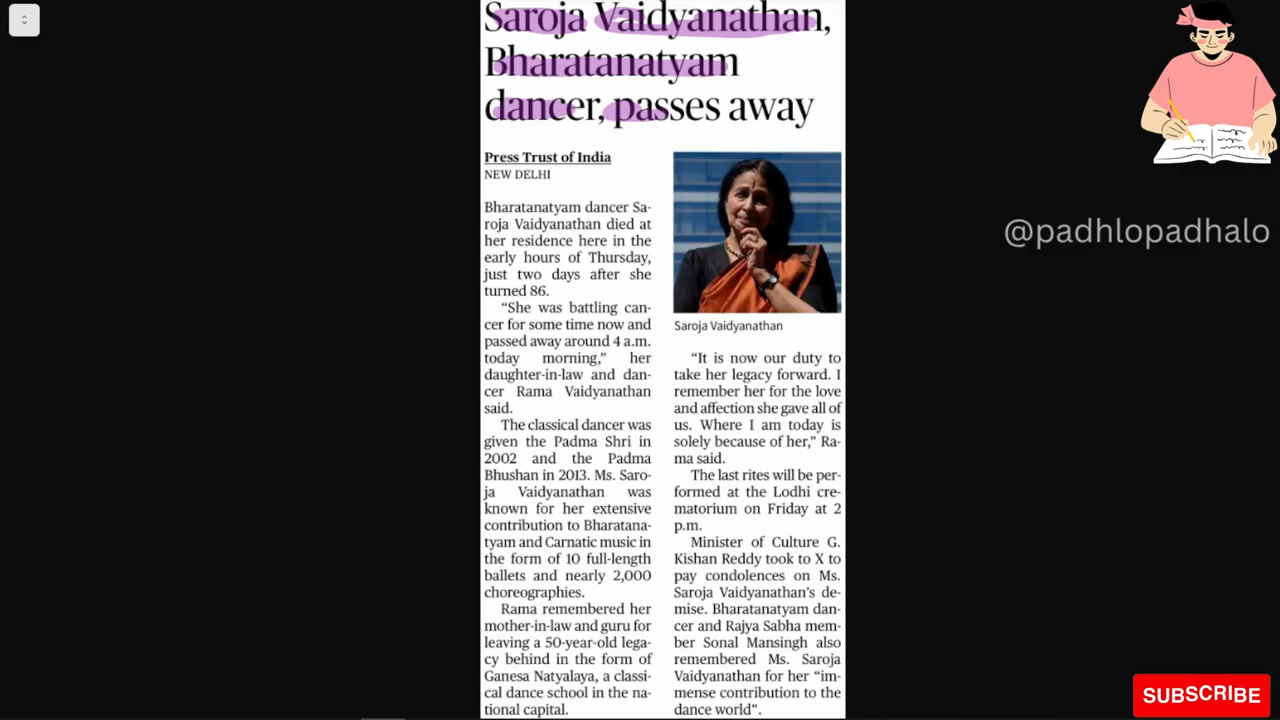 Saroja Vaidyanathan,
Bharatanatyam
dancer, passes away
Press Trust of India
NEW DELHI
Bharatanatyam dancer Sa-
roja Vaidyanathan died at
her residence here in the
early hours of Thursday,
just two days after she
turned 86.
“She was battling can-
cer for some time now and
passed away around 4 a.m.
today morning,” her
daughter-in-law and dan-
cer Rama Vaidyanathan
said.
The classical dancer was
given the Padma Shri in
2002 and the Padma
Bhushan in 2013. Ms. Saro-
ja Vaidyanathan was
known for her extensive
contribution to Bharatana-
tyam and Carnatic music in
the form of 10 full-length
ballets and nearly 2,000
choreographies.
Rama remembered her
mother-in-law and guru for
leaving a 50-year-old lega-
cy behind in the form of
Ganesa Natyalaya, a classi-
cal dance school in the na-
tional capital.
Saroja Vaidyanathan
“It is now our duty to
take her legacy forward. I
remember her for the love
and affection she gave all of
us. Where I am today is
solely because of her,” Ra-
ma said.
The last rites will be per-
formed at the Lodhi cre-
matorium on Friday at 2
p.m.
Minister of Culture G.
Kishan Reddy took to X to
pay condolences on Ms.
Saroja Vaidyanathan’s de-
mise. Bharatanatyam dan-
cer and Rajya Sabha mem-
ber Sonal Mansingh also
remembered Ms. Saroja
Vaidyanathan for her “im-
mense contribution to the
dance world”.
@padhlopadhalo
SUBSCRIBE